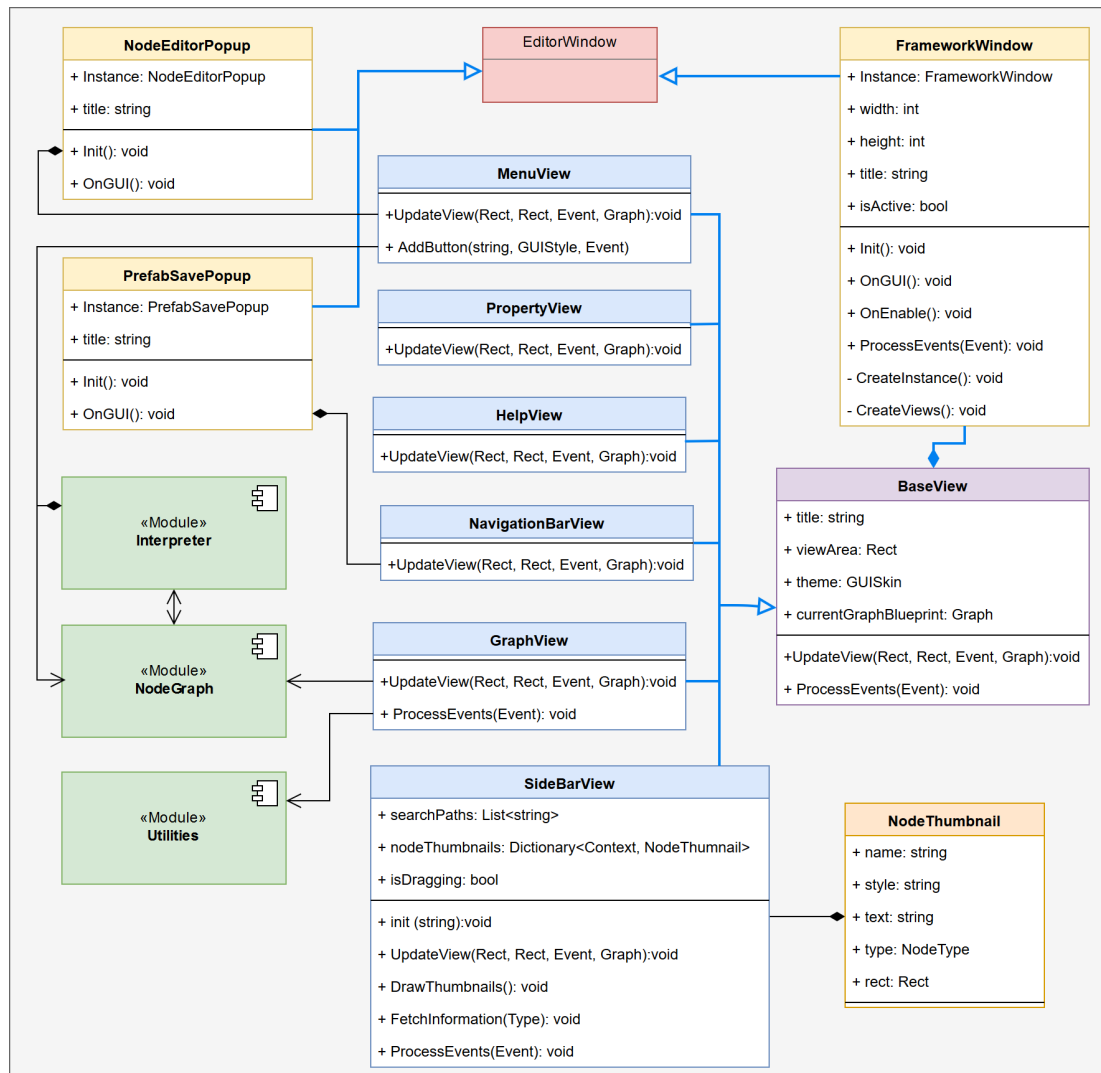 NodeEditorPopup
+ Instance: NodeEditorPopup
+ title: string
+ Init(): void
+ OnGUI(): void
EditorWindow
FrameworkWindow
+ Instance: FrameworkWindow
+ width: int
+ height: int
+ title: string
+ isActive: bool
+ Init(): void
+ OnGUI(): void
+ OnEnable(): void
+ ProcessEvents(Event): void
- CreateInstance(): void
- CreateViews(): void
MenuView
+UpdateView(Rect, Rect, Event, Graph):void
+ AddButton(string, GUIStyle, Event)
PrefabSavePopup
+ Instance: PrefabSavePopup
+ title: string
+ Init(): void
+ OnGUI(): void
PropertyView
+UpdateView(Rect, Rect, Event, Graph):void
HelpView
+UpdateView(Rect, Rect, Event, Graph):void
BaseView
+ title: string
+ viewArea: Rect
+ theme: GUISkin
+ currentGraphBlueprint: Graph
+UpdateView(Rect, Rect, Event, Graph):void
+ ProcessEvents(Event): void
«Module»
Interpreter
NavigationBarView
+UpdateView(Rect, Rect, Event, Graph):void
«Module»
NodeGraph
GraphView
+UpdateView(Rect, Rect, Event, Graph):void
+ ProcessEvents(Event): void
«Module»
Utilities
SideBarView
+ searchPaths: List<string>
+ nodeThumbnails: Dictionary<Context, NodeThumnail>
+ isDragging: bool
+ init (string):void
+ UpdateView(Rect, Rect, Event, Graph):void
+ DrawThumbnails(): void
+ FetchInformation(Type): void
+ ProcessEvents(Event): void
NodeThumbnail
+ name: string
+ style: string
+ text: string
+ type: NodeType
+ rect: Rect